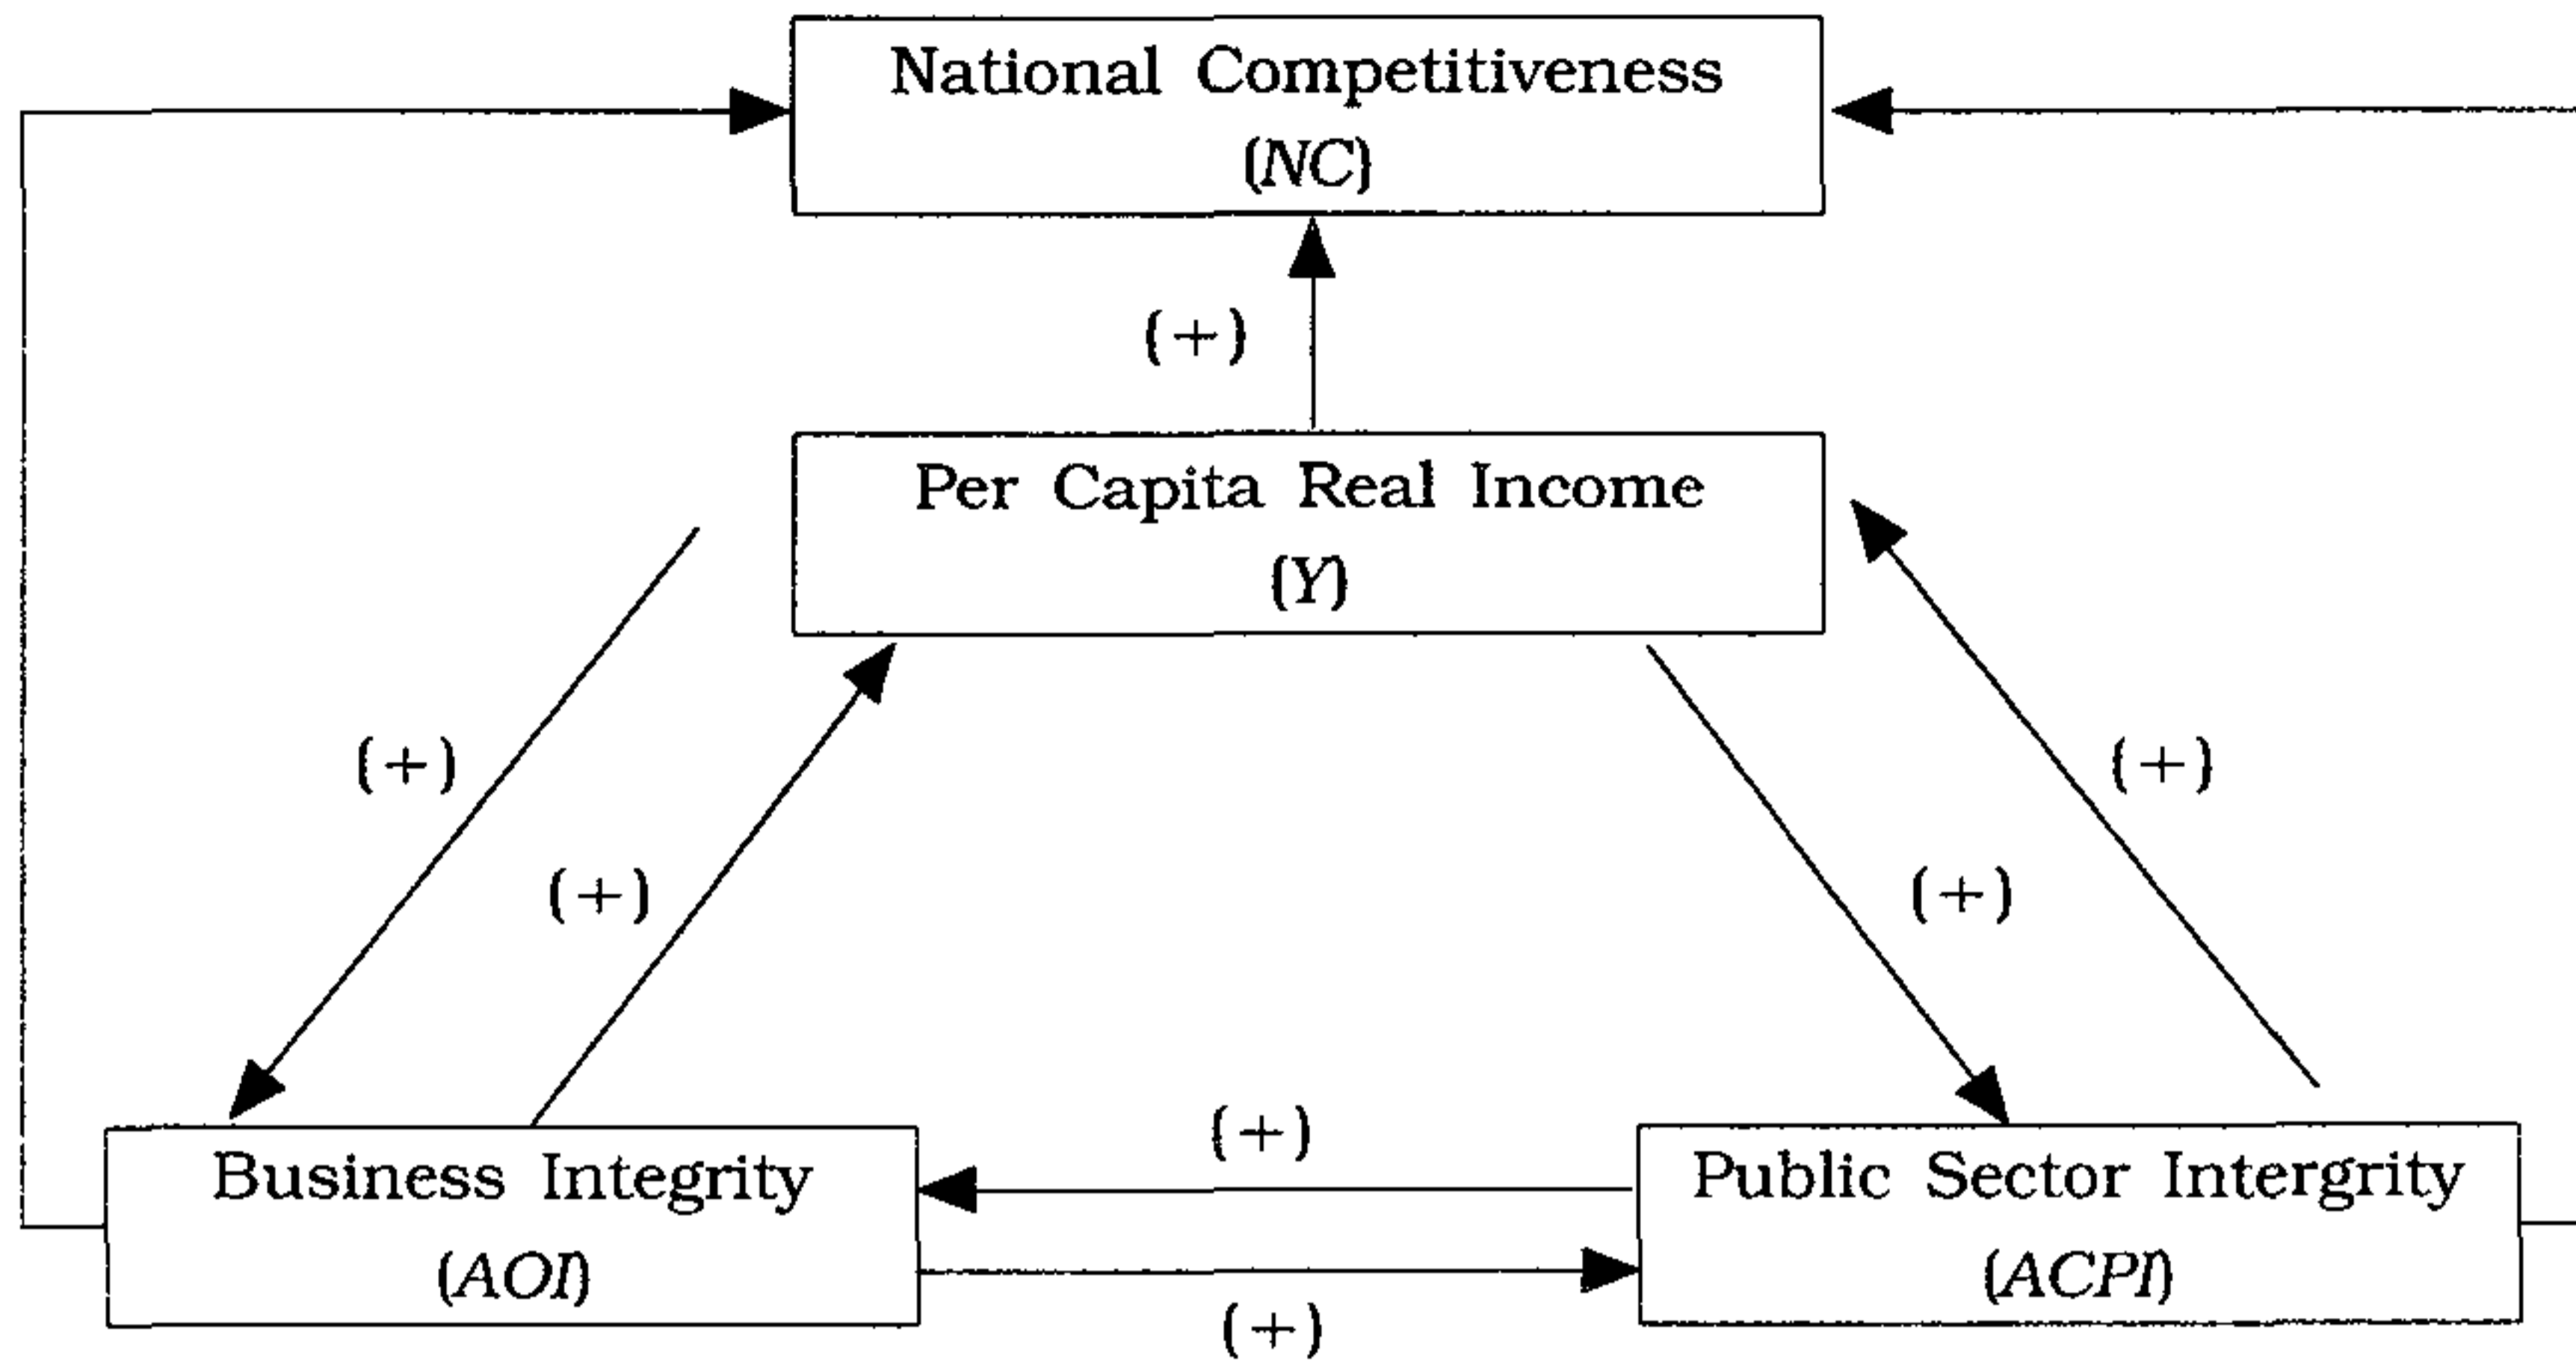 National Competitiveness
(NC)
(+)
Per Capita Real Income
(Y)
(+)
(+)
(+)
(+)
(+)
Business Integrity
(AOI)
Public Sector Intergrity
(ACPI)
(+)